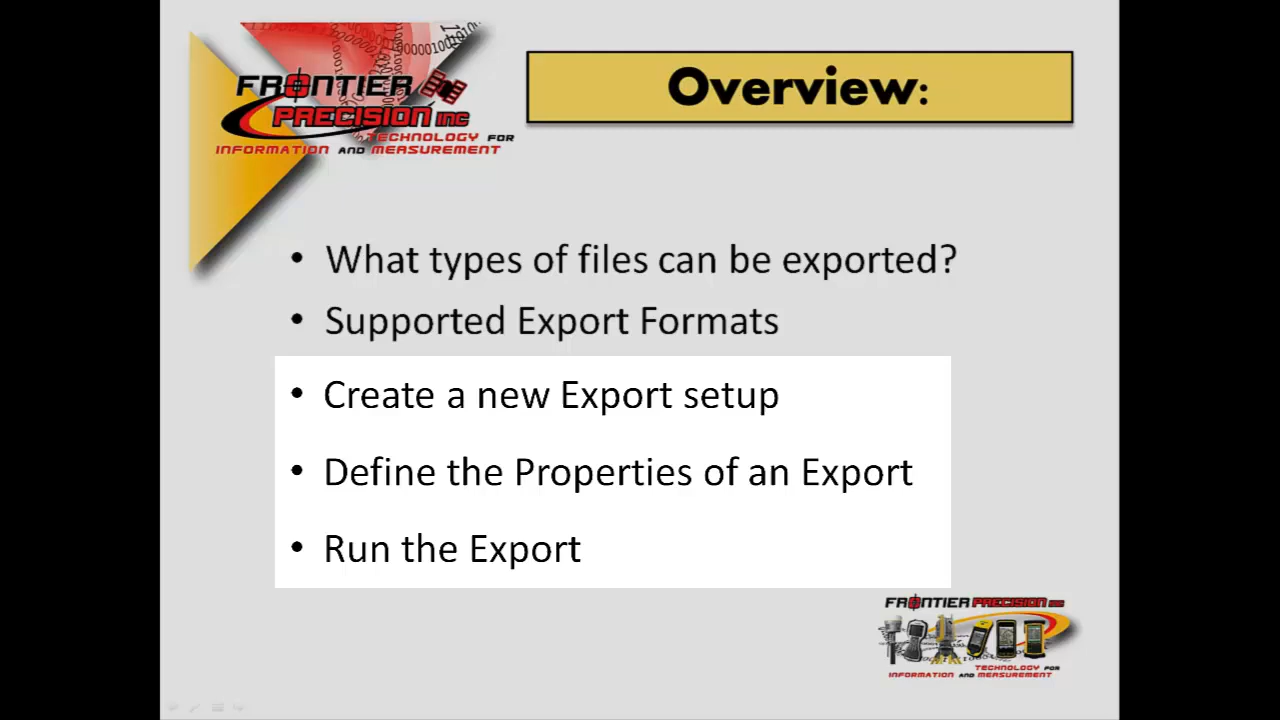 FRONTIER
PRECISION INC
TECHNOLOGY FOR
INFORMATION AND MEASUREMENT
Overview:
• What types of files can be exported?
• Supported Export Formats
• Create a new Export setup
• Define the Properties of an Export
• Run the Export
FRONTIER PRECISION INC
TECHNOLOGY FOR
INFORMATION AND MEASUREMENT